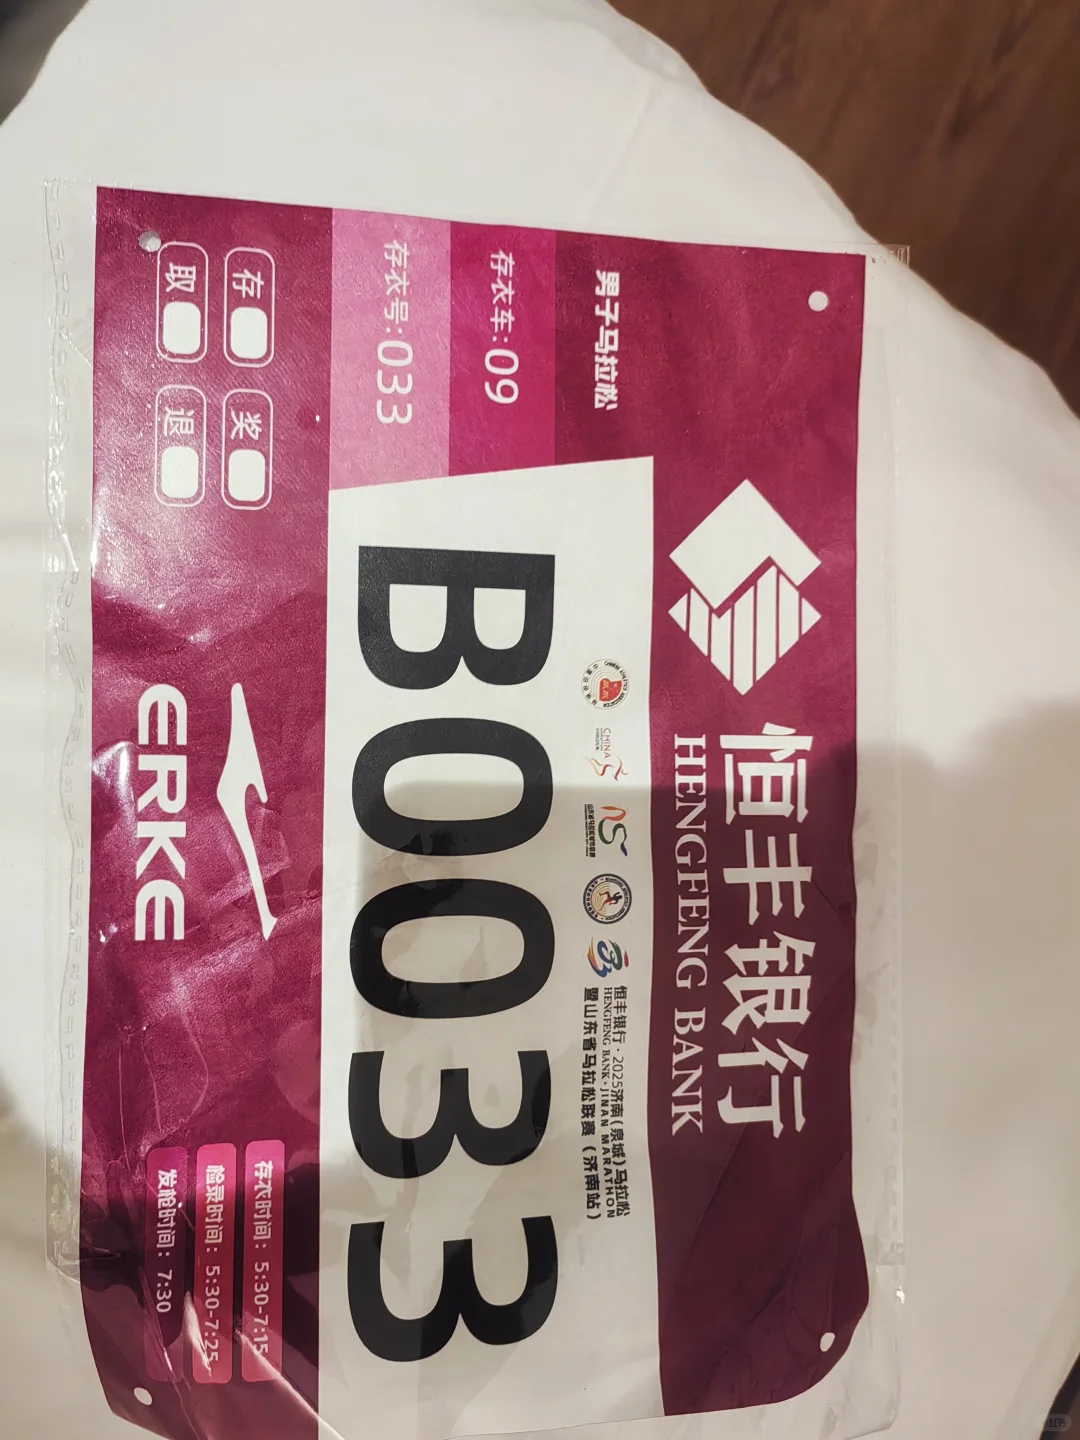 恒丰银行
HENGFENG BANK
男子马拉松
存衣车:09
存衣号:033
恒丰银行·2025济南(泉城)马拉松
HENGFENG BANK·JINAN MARATHON
暨山东省马拉松联赛(济南站)
CHINA
B0033
存
奖
取
退
ERKE
存衣时间:5:30-7:15
检录时间:5:30-7:25
发枪时间:7:30